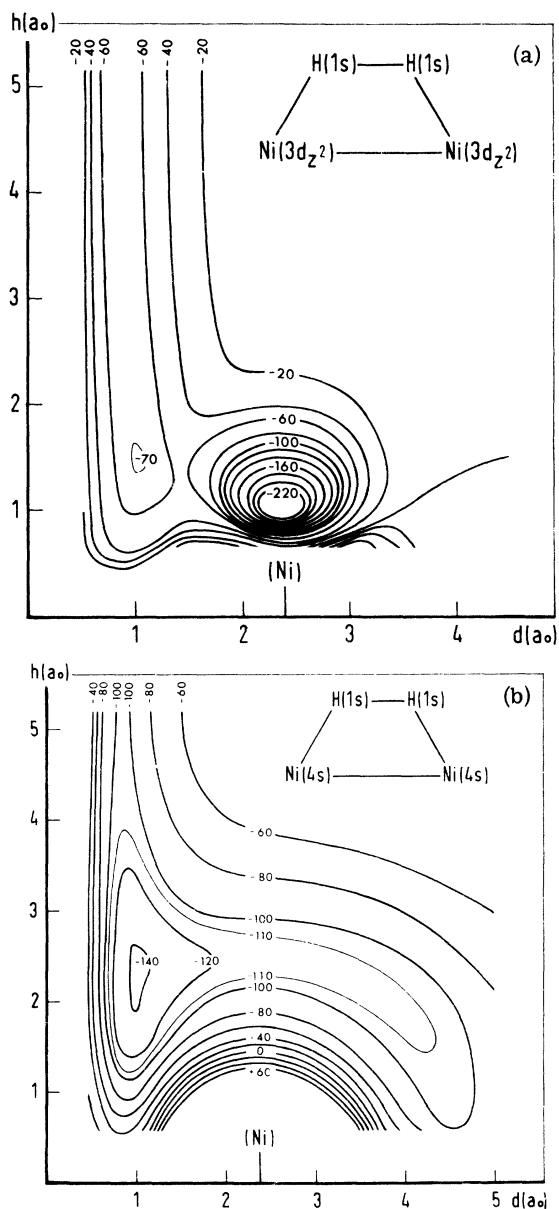 h(a₀)
-20 -40 -60 -60 -40 -20
(a)
H(1s) H(1s)
Ni(3d_z²) Ni(3d_z²)
5
4
3
2
1
-20
-60
-100
-160
-220
-70
(Ni)
1 2 3 4 d(a₀)
h(a₀)
-40 -80 -100 -100 -80 -60
(b)
H(1s) H(1s)
Ni(4s) Ni(4s)
5
4
3
2
1
-60
-80
-100
-110
-140 -120
-110
-100
-80
-40
0
+60
(Ni)
1 2 3 4 5 d(a₀)